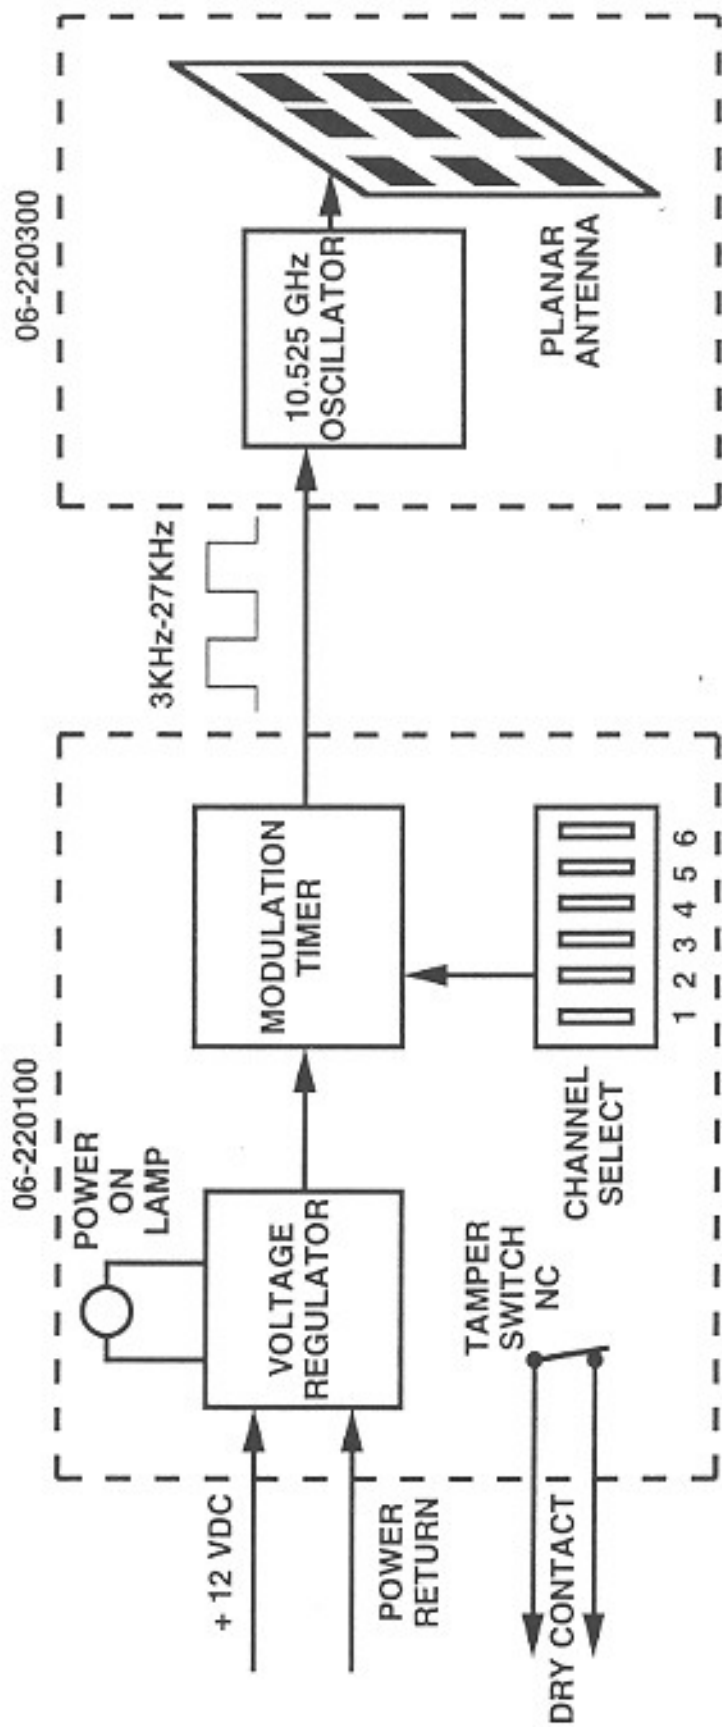 06-220100
06-220300
POWER
ON
LAMP
+ 12 VDC
POWER
RETURN
VOLTAGE
REGULATOR
MODULATION
TIMER
3KHz-27KHz
10.525 GHz
OSCILLATOR
PLANAR
ANTENNA
TAMPER
SWITCH
NC
DRY CONTACT
CHANNEL
SELECT
1 2 3 4 5 6